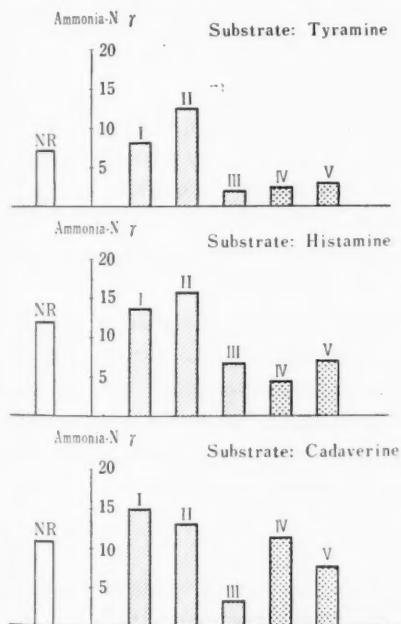 Ammonia-N γ
Substrate: Tyramine
20
15
10
5
NR
I
II
III
IV
V
Ammonia-N γ
Substrate: Histamine
20
15
10
5
NR
I
II
III
IV
V
Ammonia-N γ
Substrate: Cadaverine
20
15
10
5
NR
I
II
III
IV
V